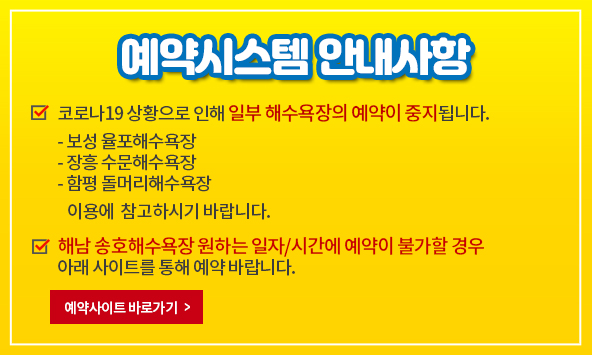 예약시스템 안내사항
코로나19 상황으로 인해 일부 해수욕장의 예약이 중지됩니다.
- 보성 율포해수욕장
- 장흥 수문해수욕장
- 함평 돌머리해수욕장
이용에 참고하시기 바랍니다.
해남 송호해수욕장 원하는 일자/시간에 예약이 불가할 경우
아래 사이트를 통해 예약 바랍니다.
예약사이트 바로가기 >